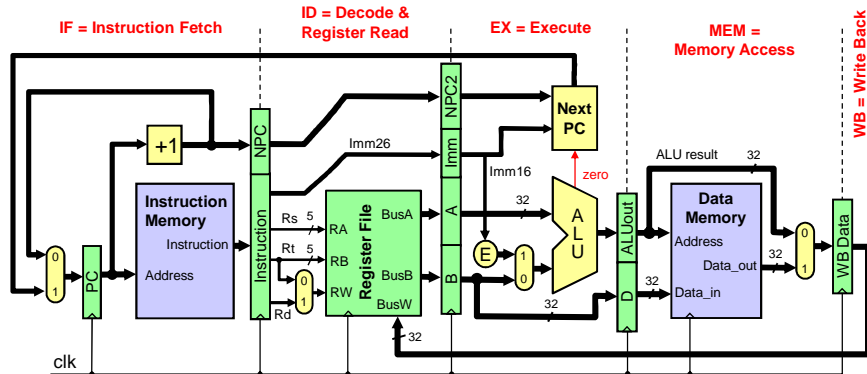 IF = Instruction Fetch
ID = Decode &
Register Read
EX = Execute
MEM =
Memory Access
WB = Write Back
NPC
NPC2
Next
PC
+1
Imm26
Imm
Imm16
zero
ALU result
32
Instruction
Memory
Instruction
Address
Instruction
Rs
5
Rt
5
Rd
0
1
RA
RB
RW
BusA
BusB
BusW
Register File
A
B
32
E
1
0
A
L
U
32
ALUout
D
32
Data
Memory
Address
Data_out
Data_in
32
0
1
WB Data
0
1
PC
32
clk